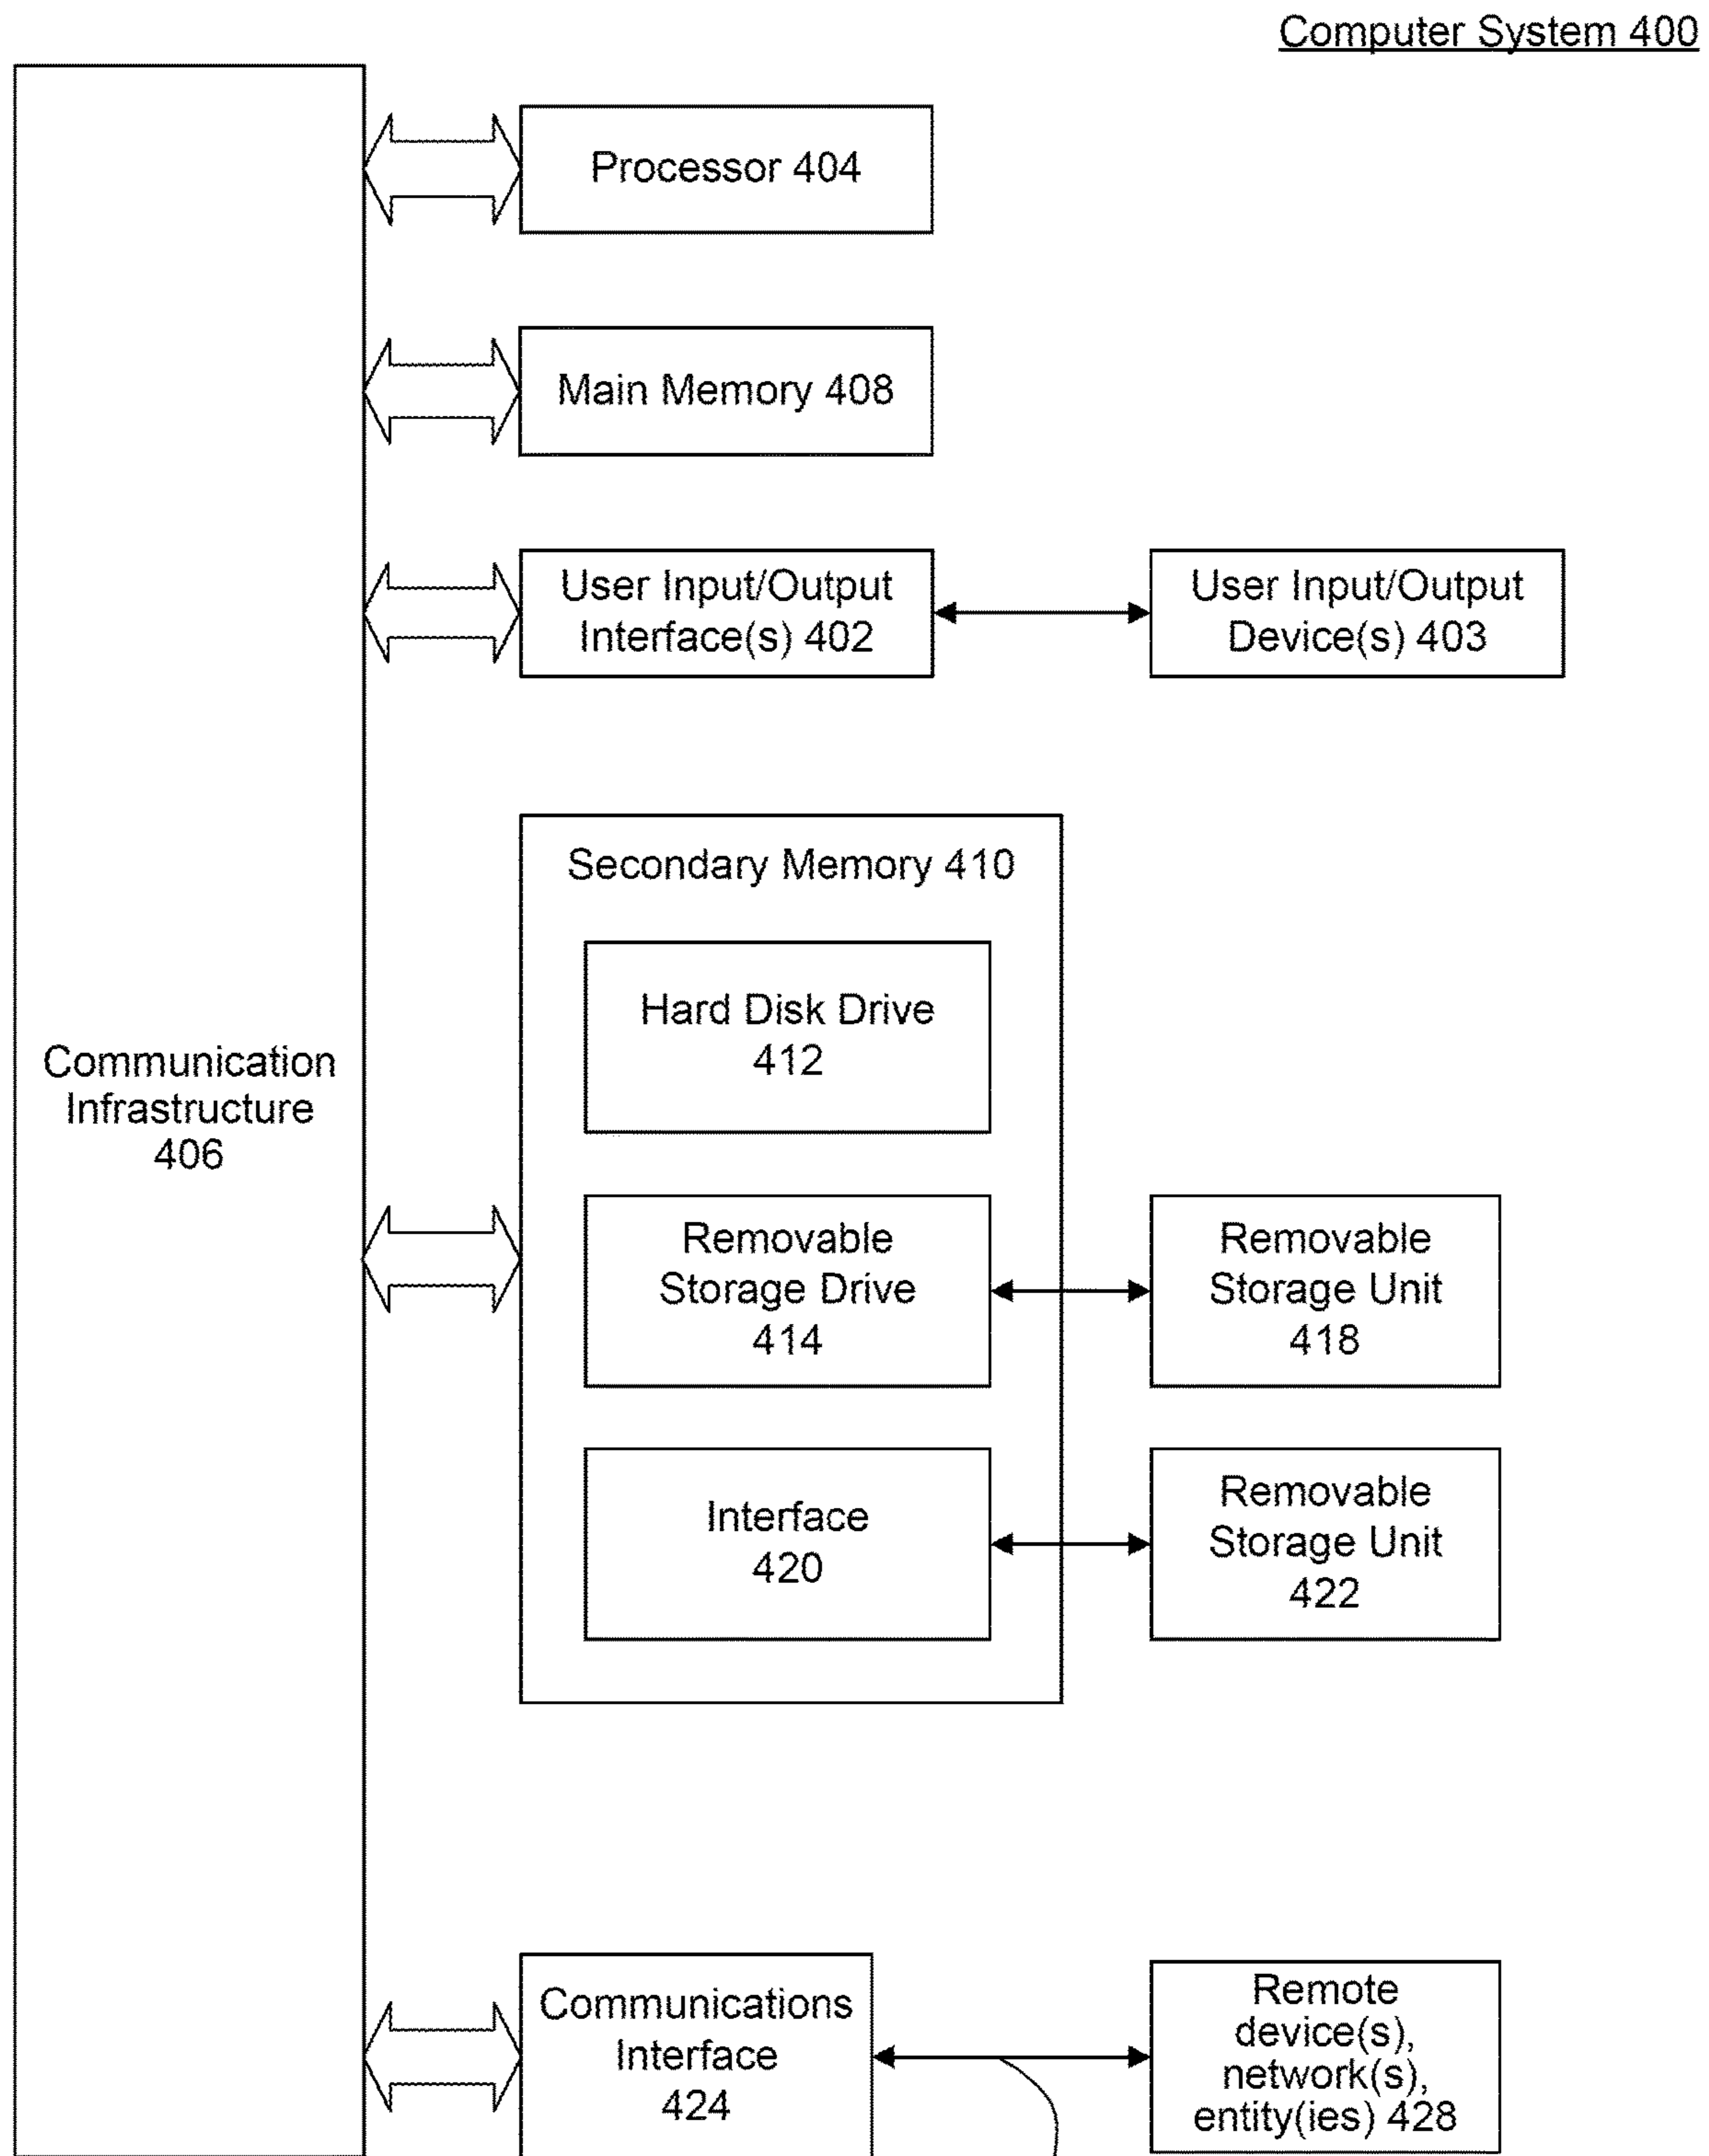 Computer System 400
Processor 404
Main Memory 408
User Input/Output
Interface(s) 402
User Input/Output
Device(s) 403
Secondary Memory 410
Hard Disk Drive
412
Communication
Infrastructure
406
Removable
Storage Drive
414
Removable
Storage Unit
418
Interface
420
Removable
Storage Unit
422
Communications
Interface
424
Remote
device(s),
network(s),
entity(ies) 428